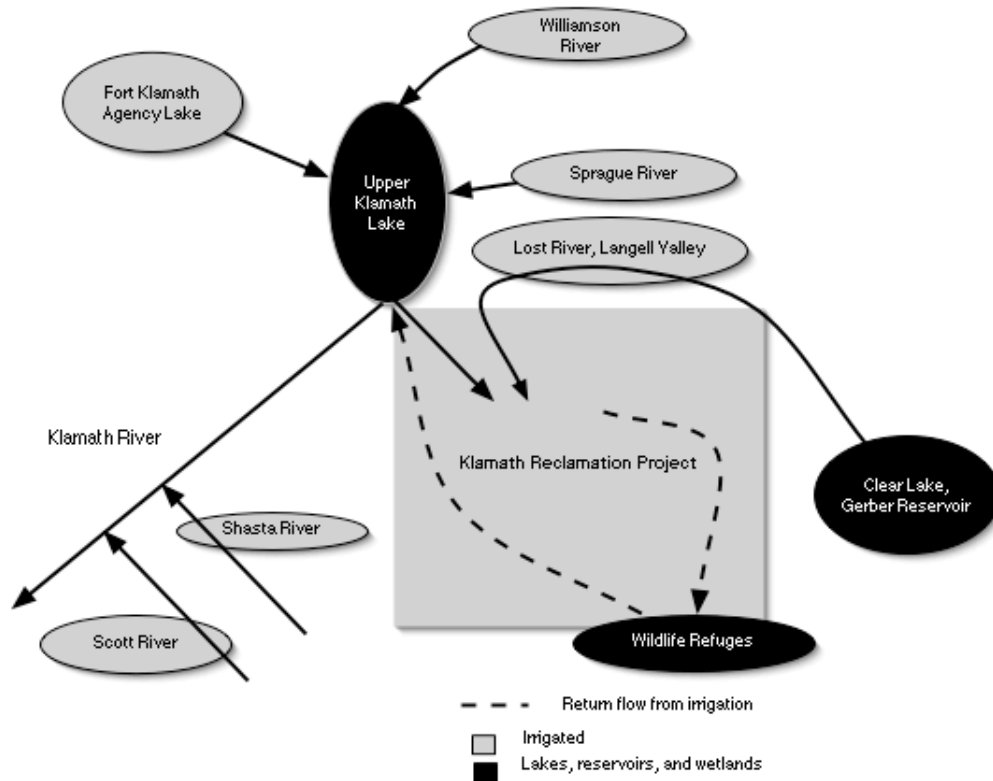 Williamson
River
Fort Klamath
Agency Lake
Upper
Klamath
Lake
Sprague River
Lost River, Langell Valley
Klamath River
Klamath Reclamation Project
Clear Lake,
Gerber Reservoir
Shasta River
Scott River
Wildlife Refuges
Return flow from irrigation
Irrigated
Lakes, reservoirs, and wetlands